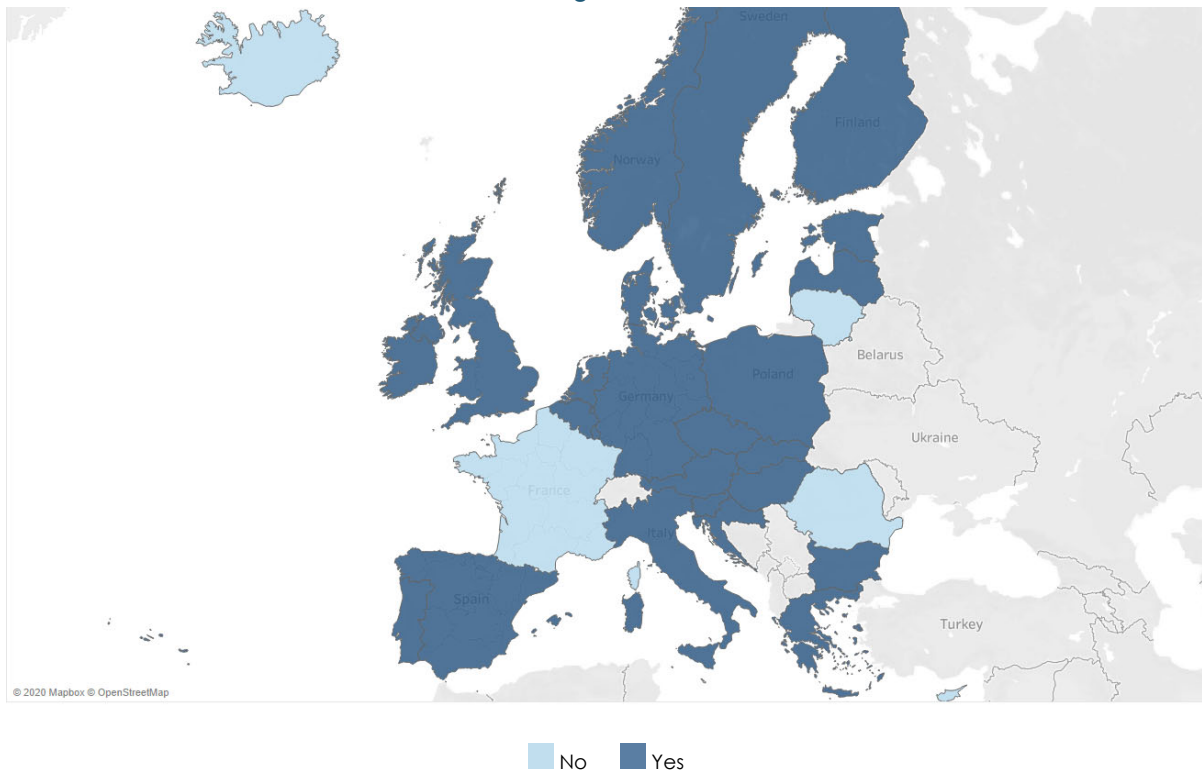 Sweden
Finland
Norway
Belarus
Poland
Germany
Ukraine
France
Italy
Spain
Turkey
© 2020 Mapbox © OpenStreetMap
No Yes